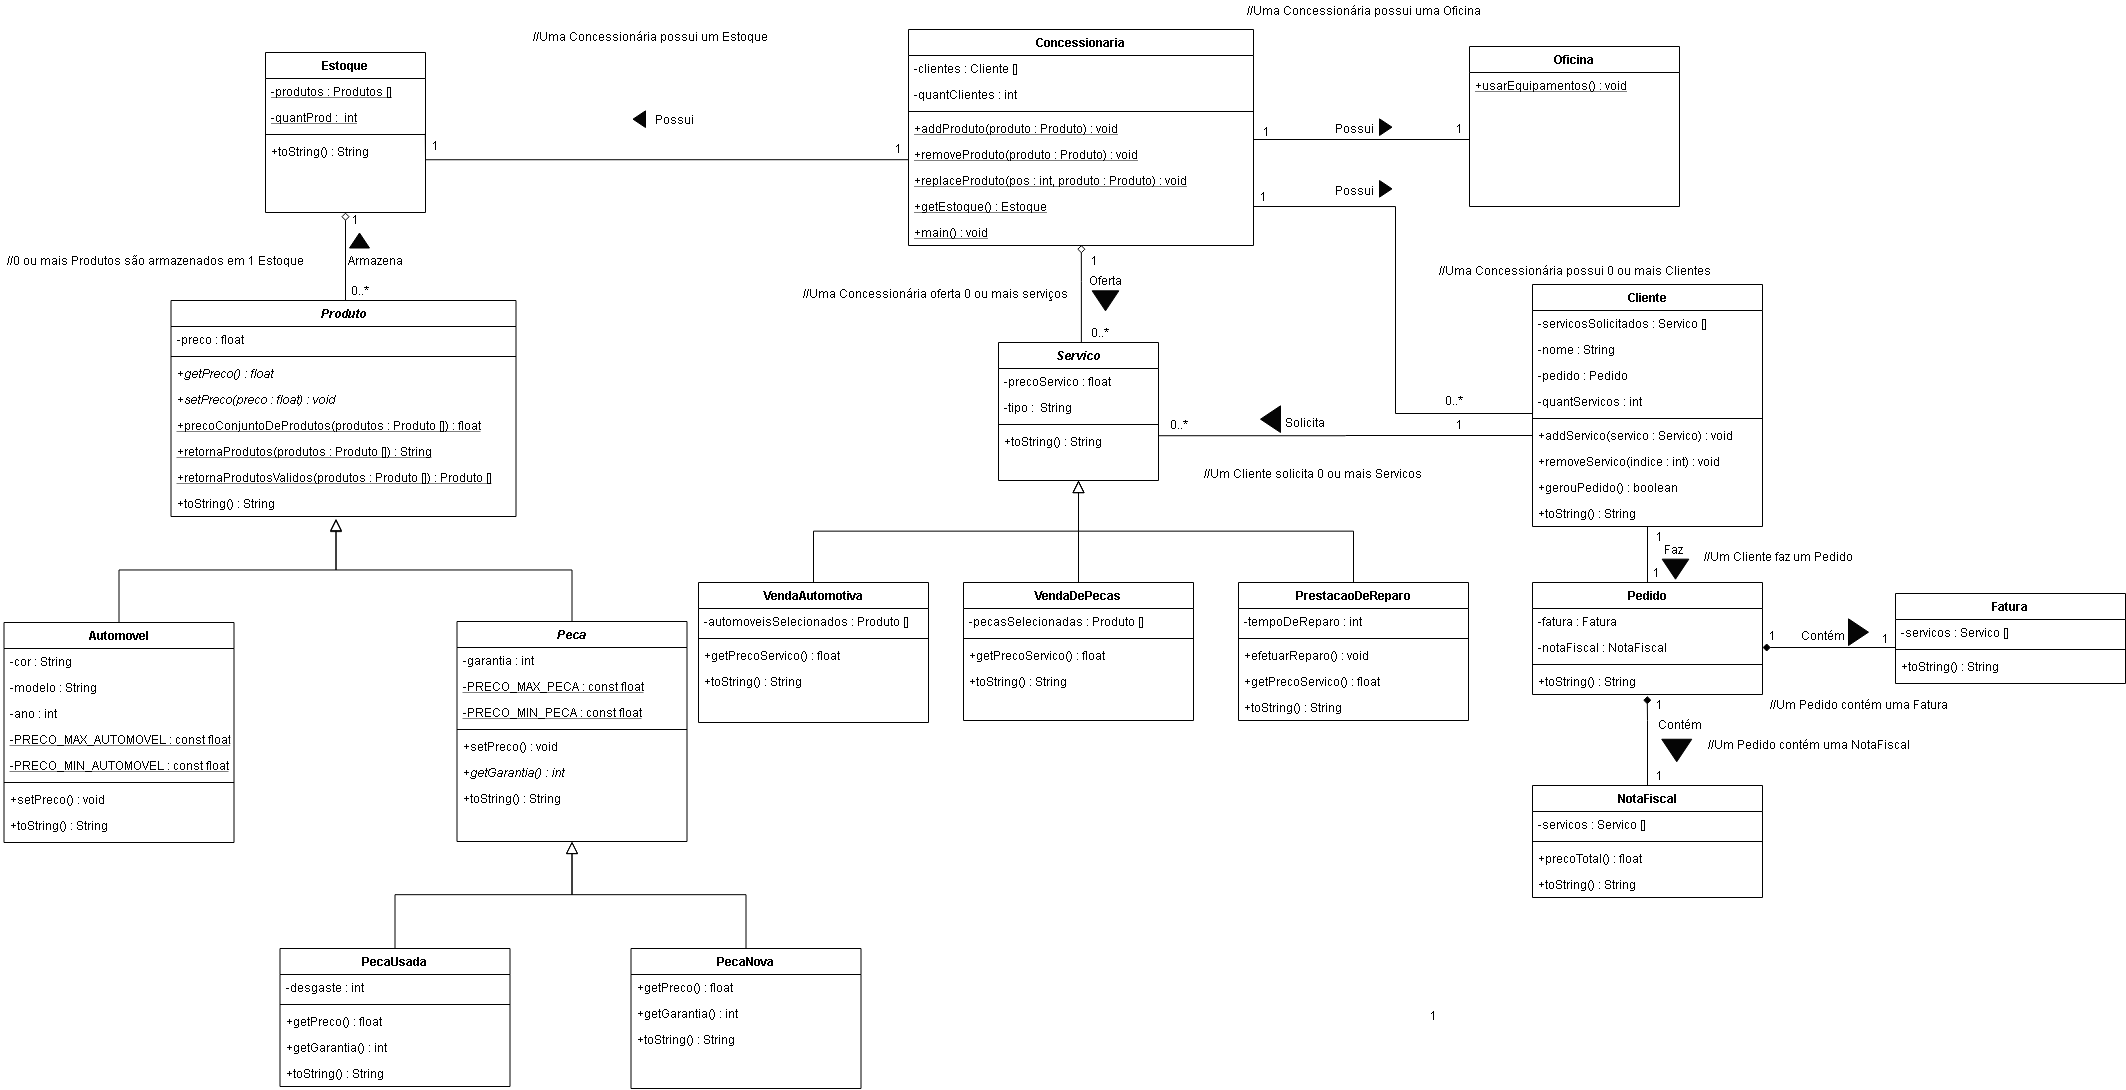 //Uma Concessionária possui uma Oficina
//Uma Concessionária possui um Estoque
Estoque
-produtos : Produtos []
-quantProd : int
+toString() : String
Possui
1
1
Concessionaria
-clientes : Cliente []
-quantClientes : int
+addProduto(produto : Produto) : void
+removeProduto(produto : Produto) : void
+replaceProduto(pos : int, produto : Produto) : void
+getEstoque() : Estoque
+main() : void
1
Possui
1
Oficina
+usarEquipamentos() : void
1
Possui
0..*
//Uma Concessionária possui 0 ou mais Clientes
1
Armazena
//0 ou mais Produtos são armazenados em 1 Estoque
0..*
Produto
-preco : float
+getPreco() : float
+setPreco(preco : float) : void
+precoConjuntoDeProdutos(produtos : Produto []) : float
+retornaProdutos(produtos : Produto []) : String
+retornaProdutosValidos(produtos : Produto []) : Produto []
+toString() : String
1
Oferta
//Uma Concessionária oferta 0 ou mais serviços
0..*
Servico
-precoServico : float
-tipo : String
+toString() : String
0..*
Solicita
1
//Um Cliente solicita 0 ou mais Servicos
Cliente
-servicosSolicitados : Servico []
-nome : String
-pedido : Pedido
-quantServicos : int
+addServico(servico : Servico) : void
+removeServico(indice : int) : void
+gerouPedido() : boolean
+toString() : String
1
Faz
//Um Cliente faz um Pedido
1
Automovel
-cor : String
-modelo : String
-ano : int
-PRECO_MAX_AUTOMOVEL : const float
-PRECO_MIN_AUTOMOVEL : const float
+setPreco() : void
+toString() : String
Peca
-garantia : int
-PRECO_MAX_PECA : const float
-PRECO_MIN_PECA : const float
+setPreco() : void
+getGarantia() : int
+toString() : String
VendaAutomotiva
-automoveisSelecionados : Produto []
+getPrecoServico() : float
+toString() : String
VendaDePecas
-pecasSelecionadas : Produto []
+getPrecoServico() : float
+toString() : String
PrestacaoDeReparo
-tempoDeReparo : int
+efetuarReparo() : void
+getPrecoServico() : float
+toString() : String
Pedido
-fatura : Fatura
-notaFiscal : NotaFiscal
+toString() : String
1
Contém
1
Fatura
-servicos : Servico []
+toString() : String
//Um Pedido contém uma Fatura
1
Contém
//Um Pedido contém uma NotaFiscal
1
NotaFiscal
-servicos : Servico []
+precoTotal() : float
+toString() : String
PecaUsada
-desgaste : int
+getPreco() : float
+getGarantia() : int
+toString() : String
PecaNova
+getPreco() : float
+getGarantia() : int
+toString() : String
1